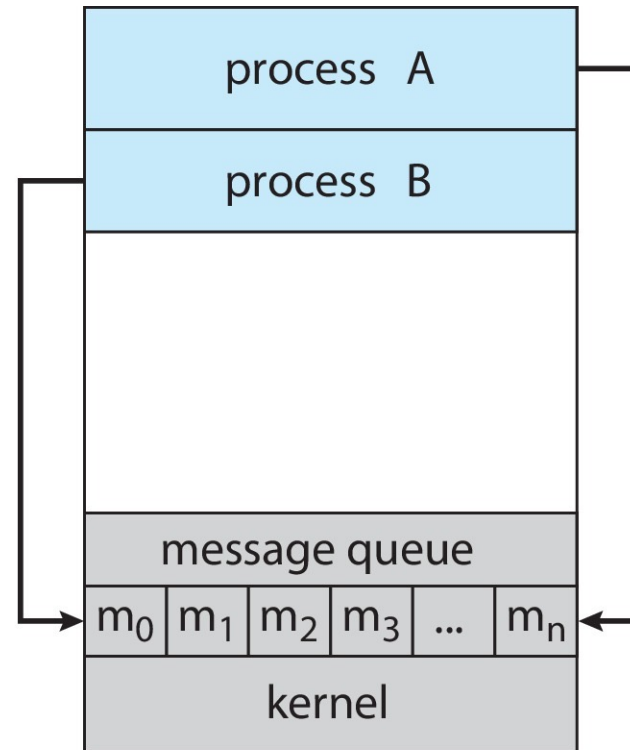 process A
process B
message queue
m₀ m₁ m₂ m₃ ... mₙ
kernel